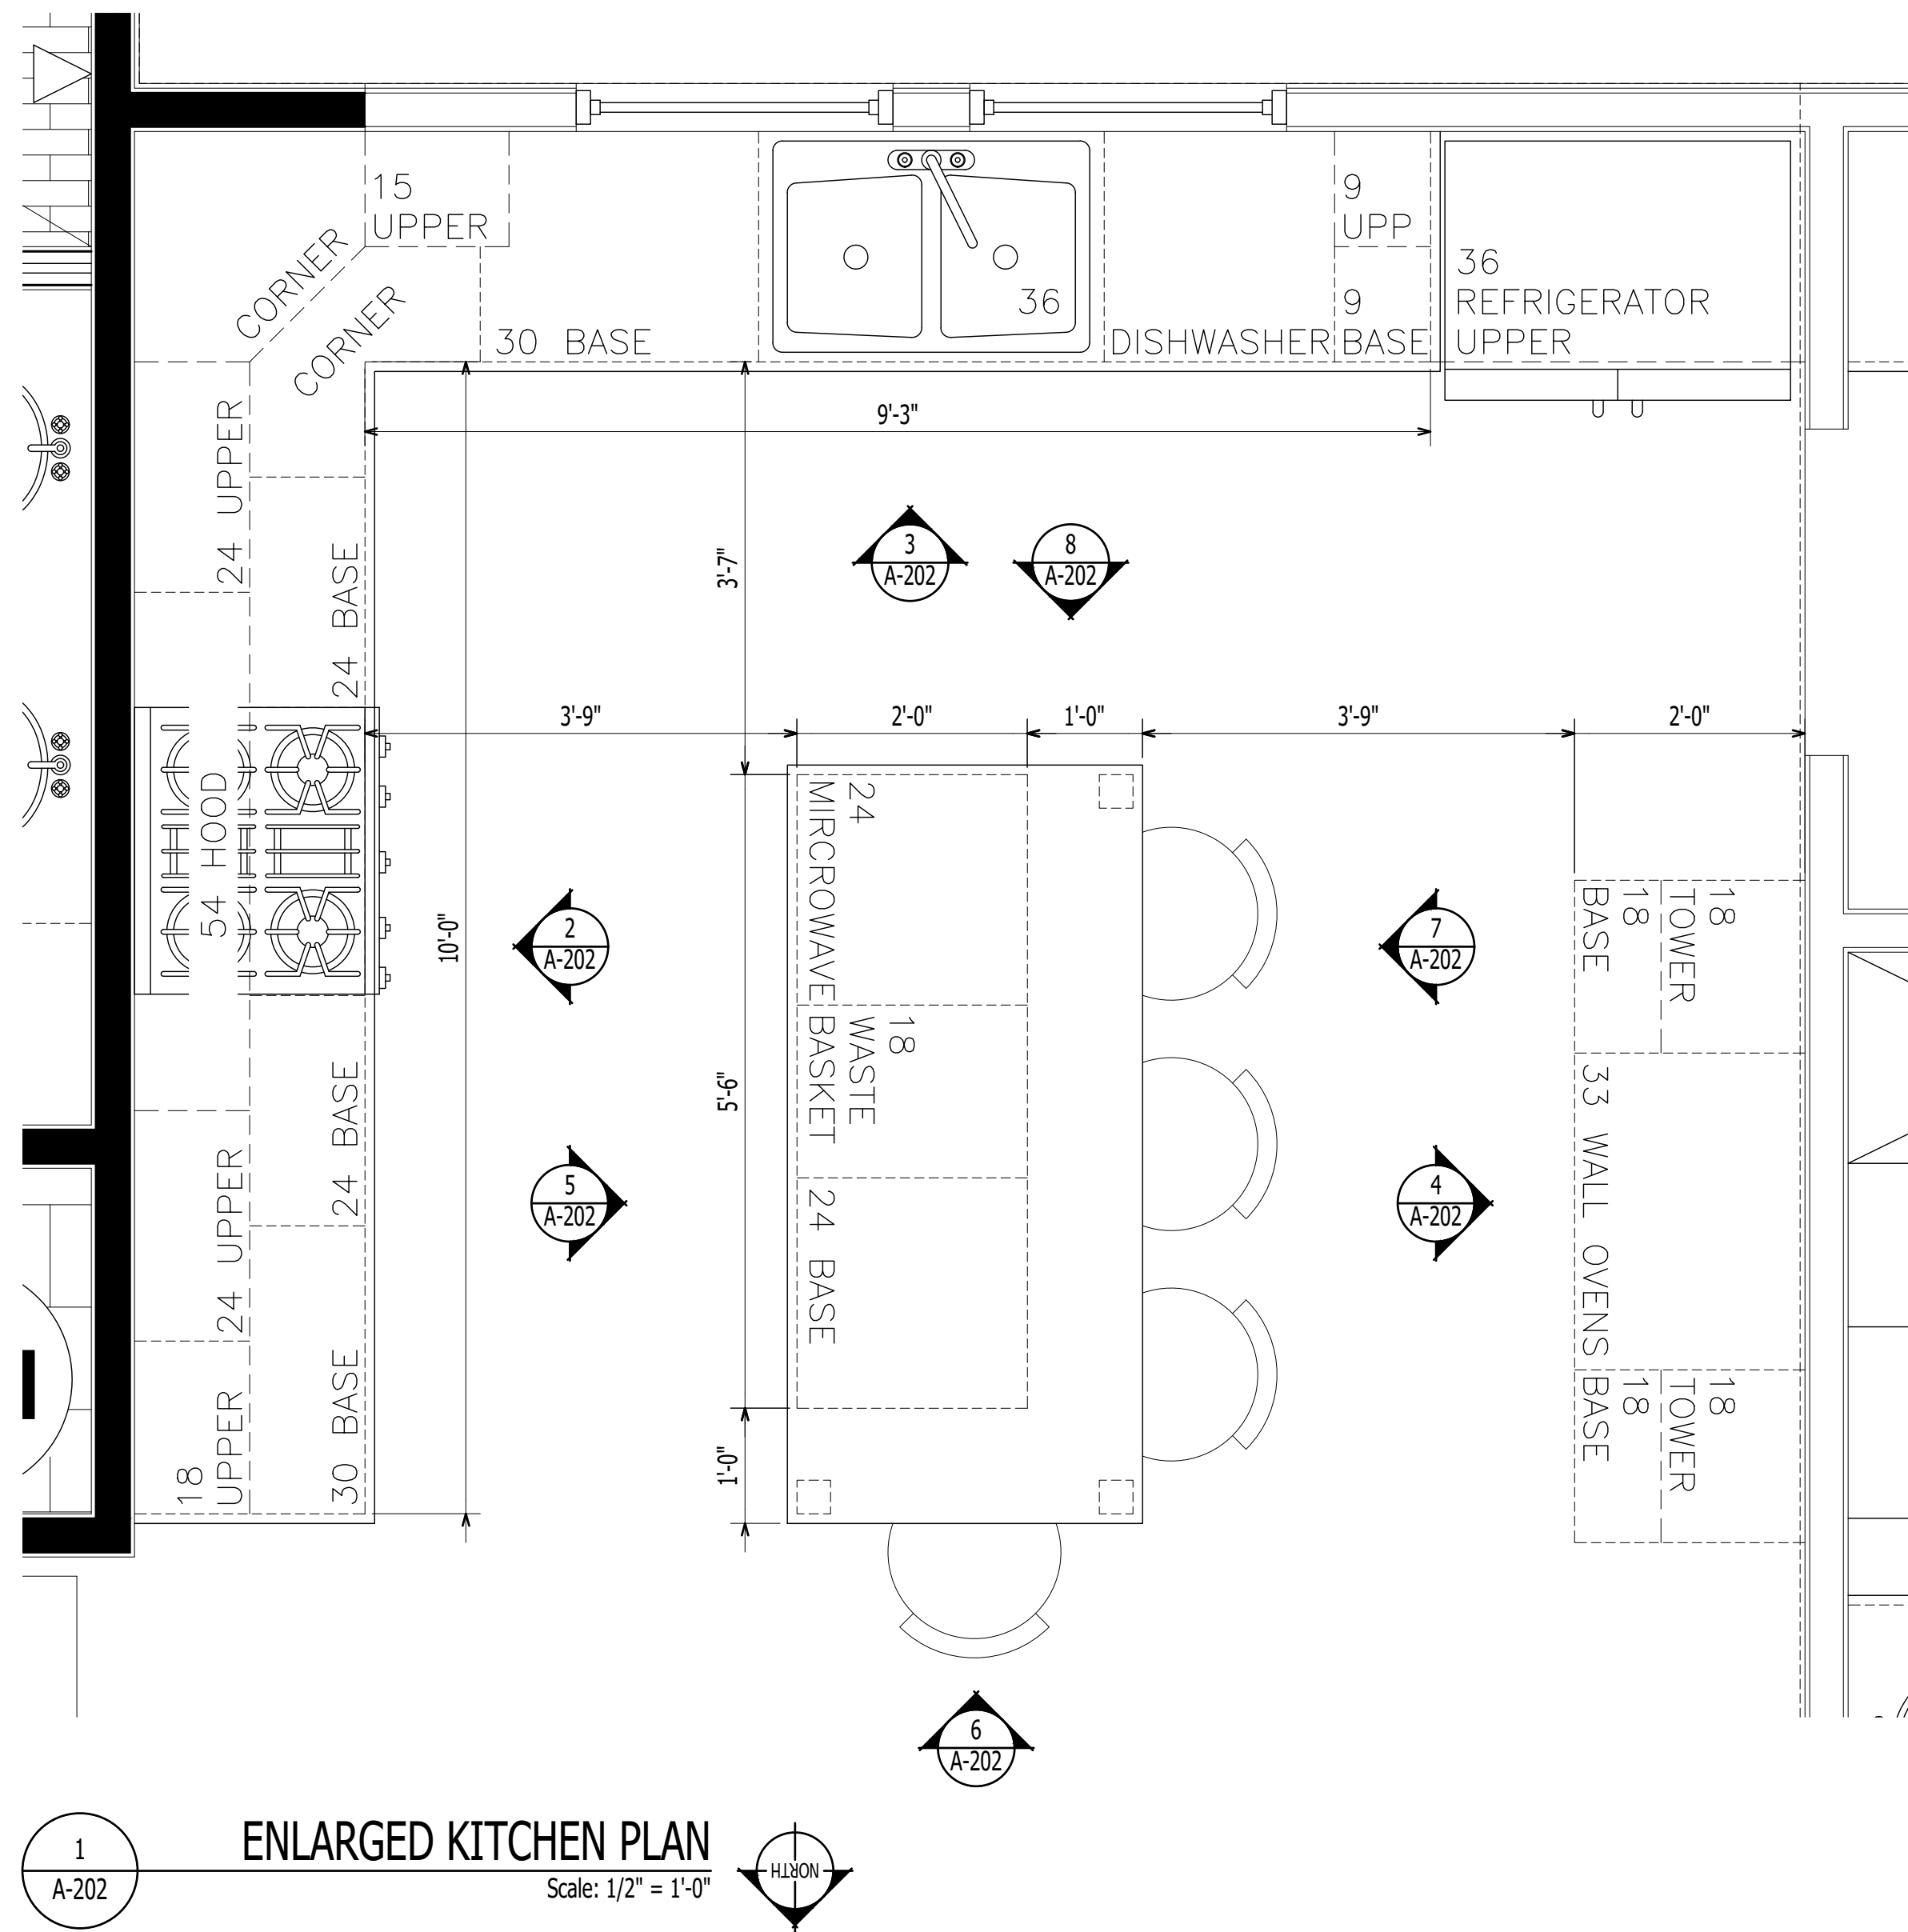 15
UPPER
CORNER
CORNER
30 BASE
36
DISHWASHER
9
UPP
9
BASE
36
REFRIGERATOR
UPPER
9'-3"
24 UPPER
24 BASE
3'-7"
3
A-202
8
A-202
3'-9"
2'-0"
1'-0"
3'-9"
2'-0"
54 HOOD
10'-0"
2
A-202
24
MIRCROWAVE
18
WASTE
BASKET
24 BASE
5'-6"
7
A-202
18
TOWER
18
BASE
33 WALL OVENS
5
A-202
4
A-202
24 UPPER
24 BASE
18
UPPER
30 BASE
1'-0"
18
TOWER
18
BASE
6
A-202
1
A-202
ENLARGED KITCHEN PLAN
Scale: 1/2" = 1'-0"
NORTH